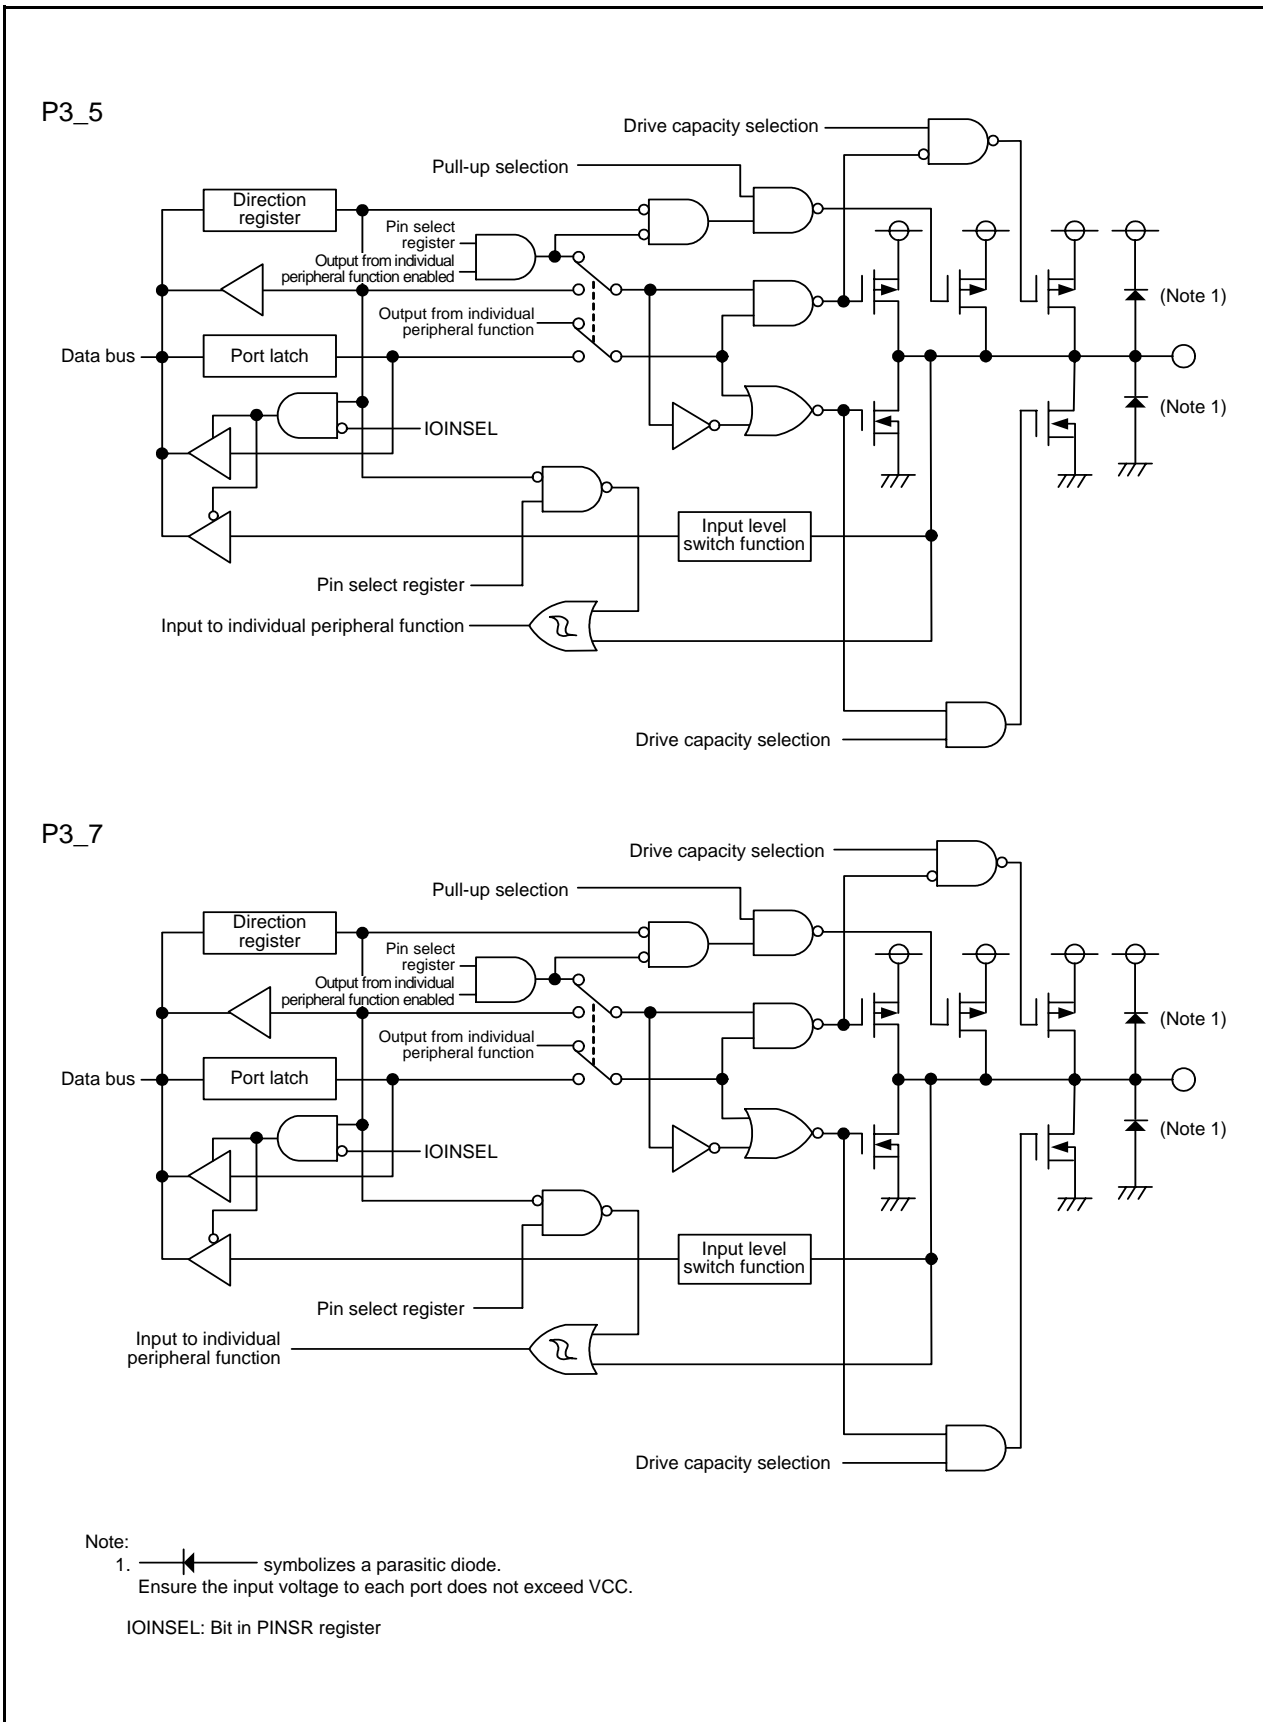 P3_5
Drive capacity selection
Pull-up selection
Direction
register
Pin select
register
Output from individual
peripheral function enabled
Output from individual
peripheral function
(Note 1)
Data bus
Port latch
(Note 1)
IOINSEL
Input level
switch function
Pin select register
Input to individual peripheral function
Drive capacity selection
P3_7
Drive capacity selection
Pull-up selection
Direction
register
Pin select
register
Output from individual
peripheral function enabled
Output from individual
peripheral function
(Note 1)
Data bus
Port latch
(Note 1)
IOINSEL
Input level
switch function
Pin select register
Input to individual
peripheral function
Drive capacity selection
Note:
1. symbolizes a parasitic diode.
Ensure the input voltage to each port does not exceed VCC.
IOINSEL: Bit in PINSR register